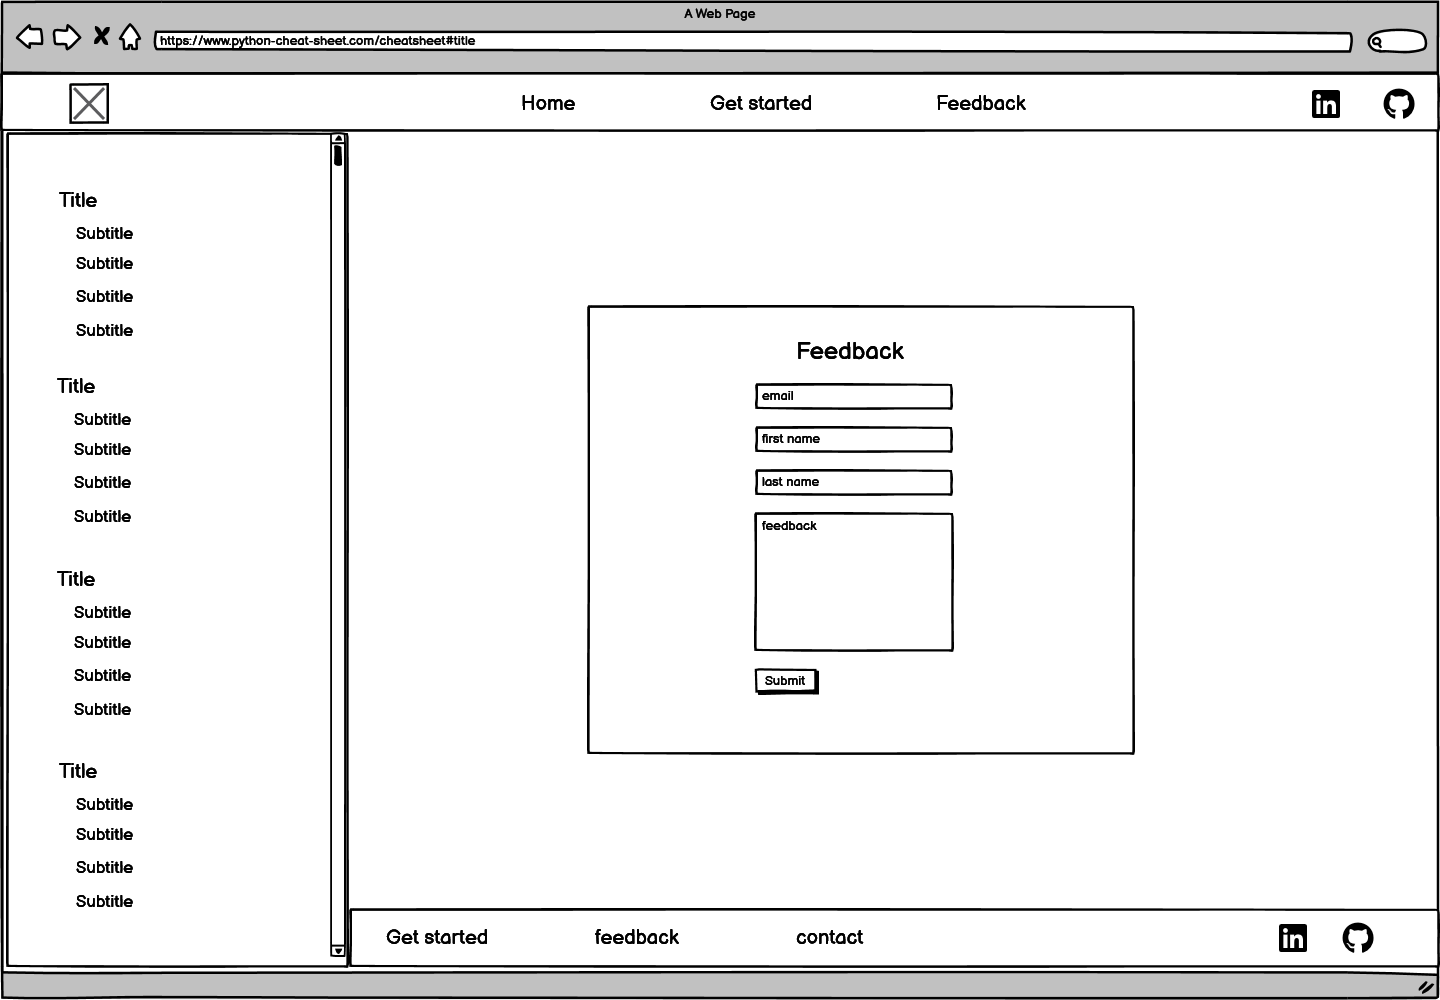 A Web Page
https://www.python-cheat-sheet.com/cheatsheet#title
Home
Get started
Feedback
in
Title
Subtitle
Subtitle
Subtitle
Subtitle
Title
Subtitle
Subtitle
Subtitle
Subtitle
Title
Subtitle
Subtitle
Subtitle
Subtitle
Title
Subtitle
Subtitle
Subtitle
Subtitle
Feedback
email
first name
last name
feedback
Submit
Get started
feedback
contact
in